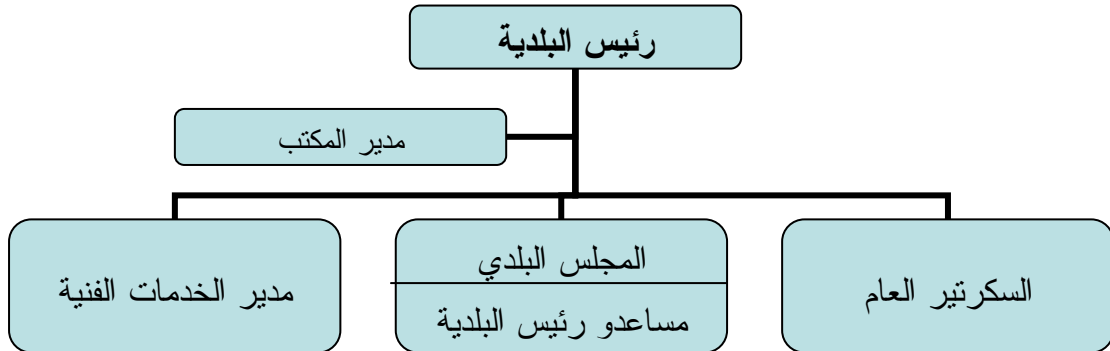 رئيس البلدية
مدير المكتب
السكرتير العام
المجلس البلدي
مساعدو رئيس البلدية
مدير الخدمات الفنية